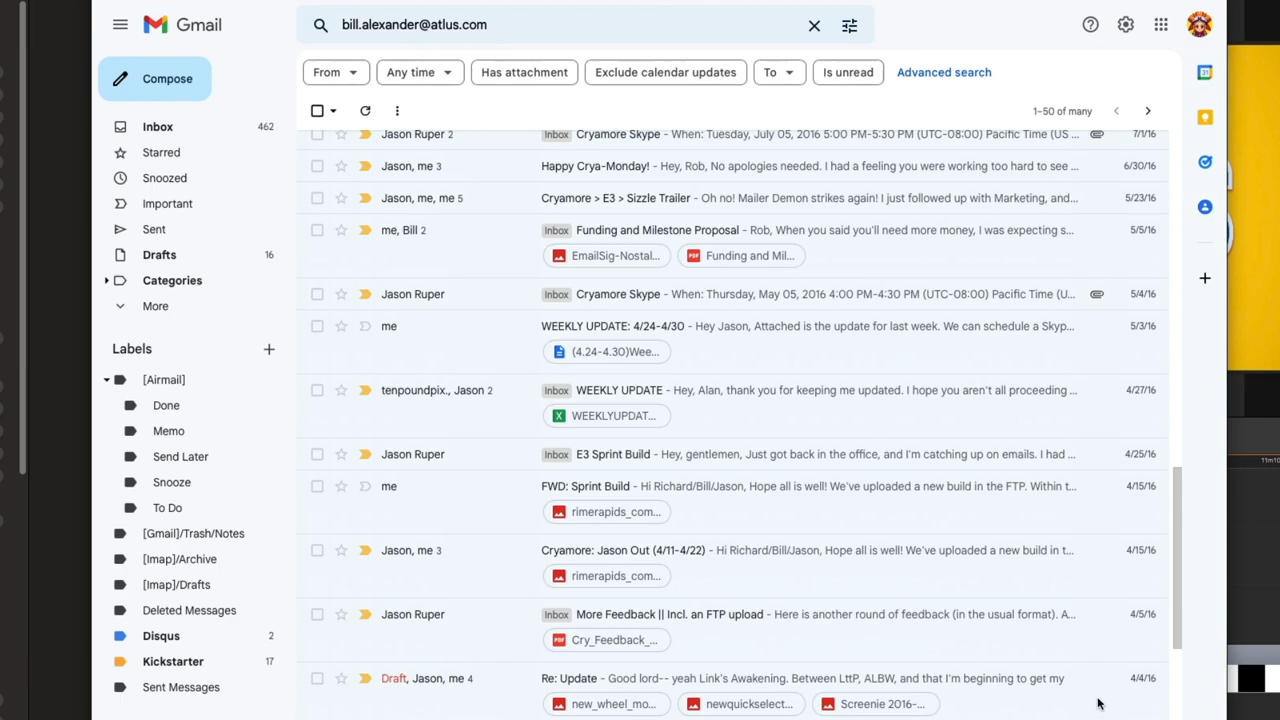 Gmail
bill.alexander@atlus.com
Compose
From Any time Has attachment Exclude calendar updates To Is unread Advanced search
1–50 of many
Inbox 462
Starred
Snoozed
Important
Sent
Drafts 16
Categories
More
Labels
[Airmail]
Done
Memo
Send Later
Snooze
To Do
[Gmail]/Trash/Notes
[Imap]/Archive
[Imap]/Drafts
Deleted Messages
Disqus 2
Kickstarter 17
Sent Messages
Jason Ruper 2 Inbox Cryamore Skype - When: Tuesday, July 05, 2016 5:00 PM-5:30 PM (UTC-08:00) Pacific Time (US ... 7/1/16
Jason, me 3 Happy Crya-Monday! - Hey, Rob, No apologies needed. I had a feeling you were working too hard to see ... 6/30/16
Jason, me, me 5 Cryamore > E3 > Sizzle Trailer - Oh no! Mailer Demon strikes again! I just followed up with Marketing, and... 5/23/16
me, Bill 2 Inbox Funding and Milestone Proposal - Rob, When you said you'll need more money, I was expecting s... 5/5/16
EmailSig-Nostal... PDF Funding and Mil...
Jason Ruper Inbox Cryamore Skype - When: Thursday, May 05, 2016 4:00 PM-4:30 PM (UTC-08:00) Pacific Time (U... 5/4/16
me WEEKLY UPDATE: 4/24-4/30 - Hey Jason, Attached is the update for last week. We can schedule a Skyp... 5/3/16
(4.24-4.30)Wee...
tenpoundpix., Jason 2 Inbox WEEKLY UPDATE - Hey, Alan, thank you for keeping me updated. I hope you aren't all proceeding ... 4/27/16
X WEEKLYUPDAT...
Jason Ruper Inbox E3 Sprint Build - Hey, gentlemen, Just got back in the office, and I'm catching up on emails. I had ... 4/25/16
me FWD: Sprint Build - Hi Richard/Bill/Jason, Hope all is well! We've uploaded a new build in the FTP. Within t... 4/15/16
rimerapids_com...
Jason, me 3 Cryamore: Jason Out (4/11-4/22) - Hi Richard/Bill/Jason, Hope all is well! We've uploaded a new build in t... 4/15/16
rimerapids_com...
Jason Ruper Inbox More Feedback || Incl. an FTP upload - Here is another round of feedback (in the usual format). A... 4/5/16
PDF Cry_Feedback_...
Draft, Jason, me 4 Re: Update - Good lord-- yeah Link's Awakening. Between LttP, ALBW, and that I'm beginning to get my 4/4/16
new_wheel_mo... newquickselect... Screenie 2016-...
31
11m10